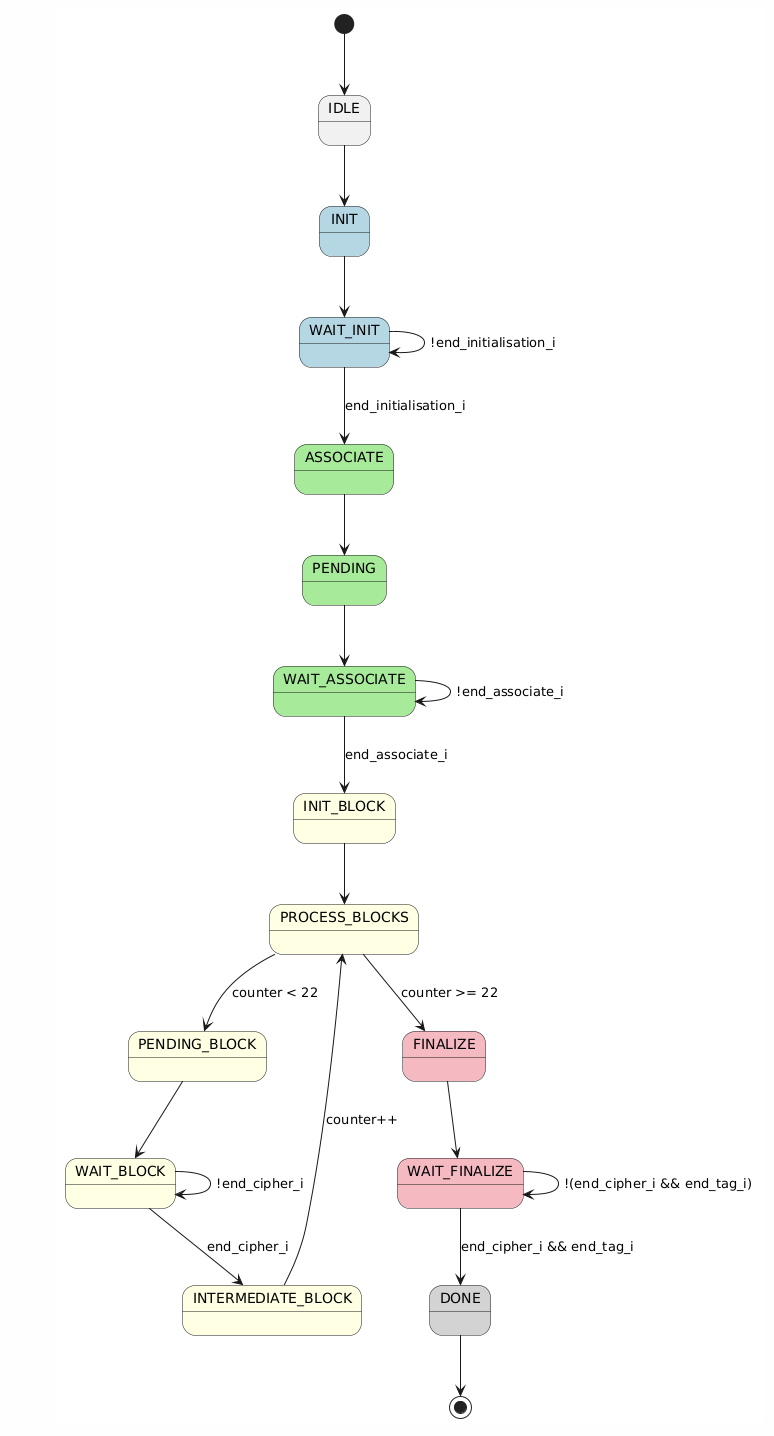 IDLE
INIT
WAIT_INIT
!end_initialisation_i
end_initialisation_i
ASSOCIATE
PENDING
WAIT_ASSOCIATE
!end_associate_i
end_associate_i
INIT_BLOCK
PROCESS_BLOCKS
counter < 22
counter >= 22
PENDING_BLOCK
FINALIZE
counter++
WAIT_BLOCK
!end_cipher_i
WAIT_FINALIZE
!(end_cipher_i && end_tag_i)
end_cipher_i
end_cipher_i && end_tag_i
INTERMEDIATE_BLOCK
DONE